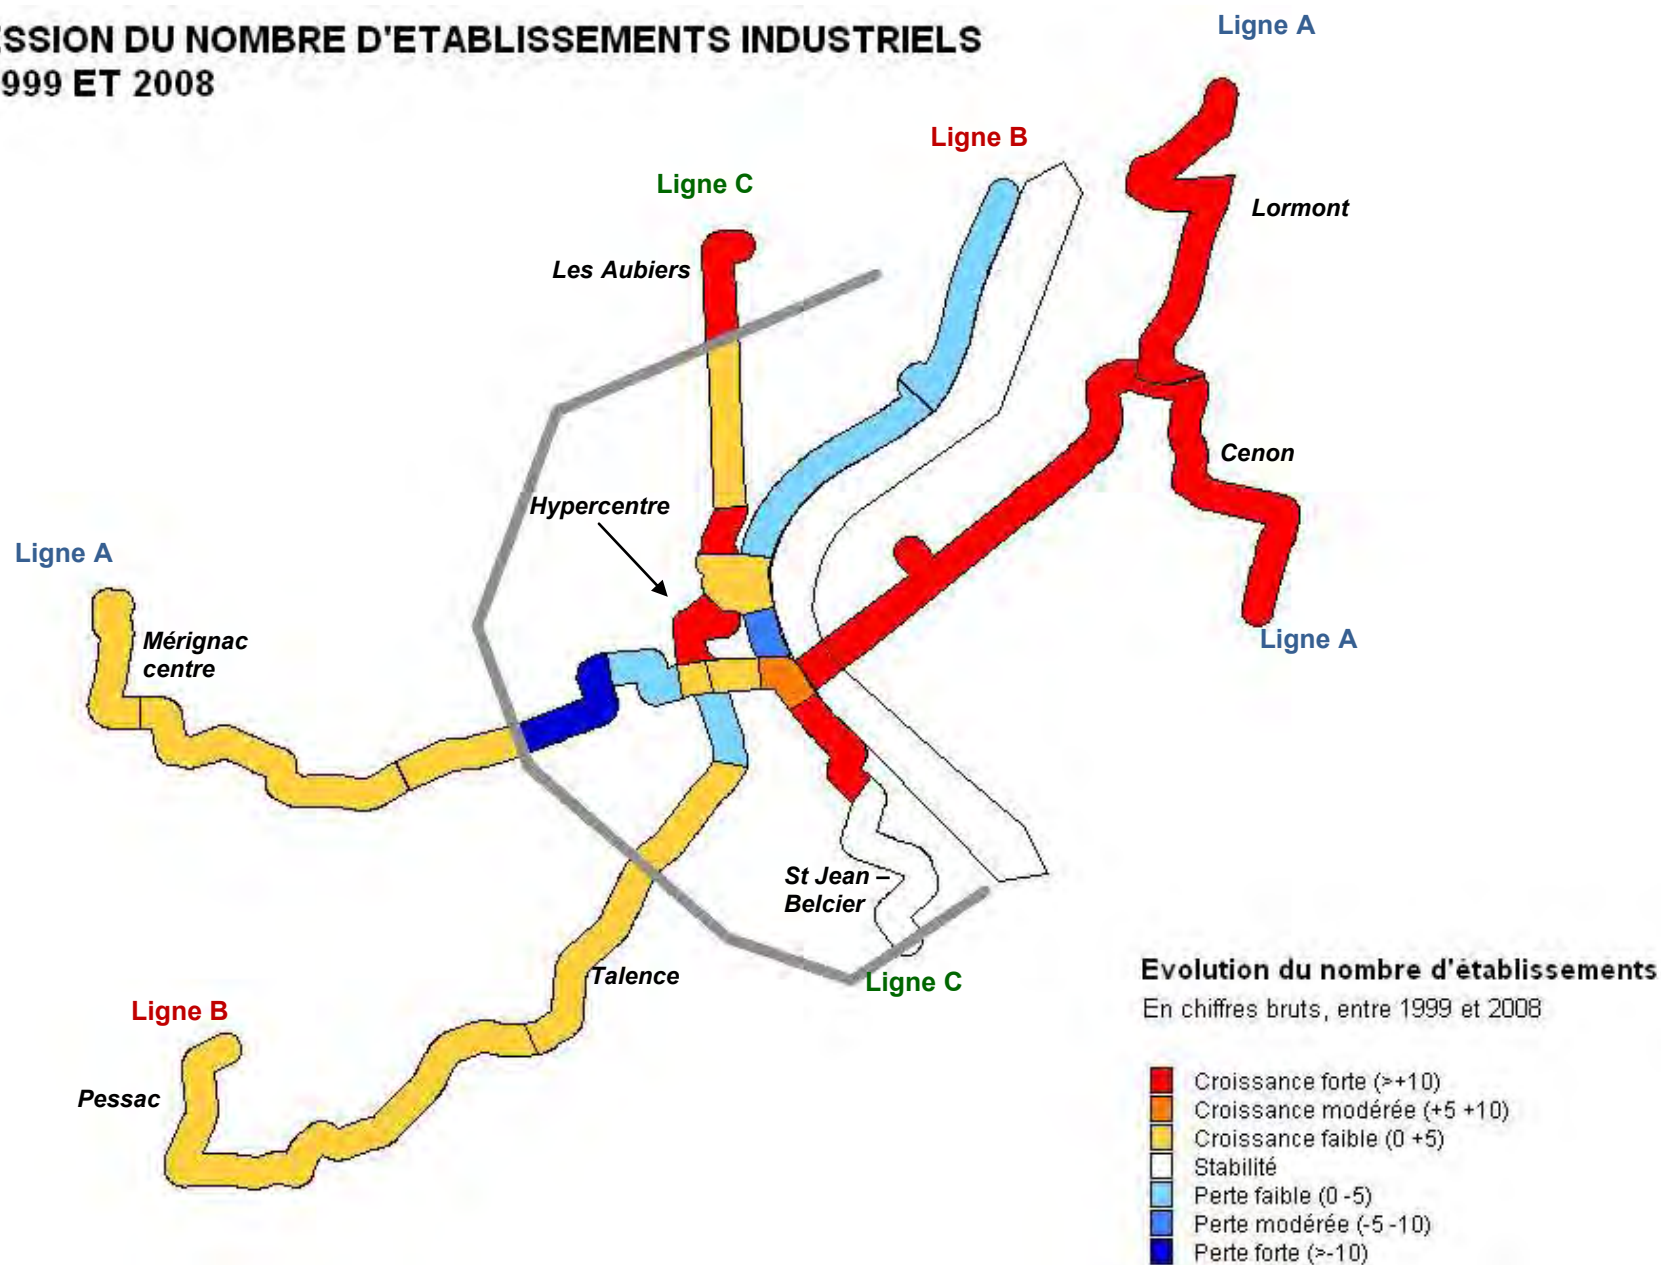 ESSION DU NOMBRE D'ETABLISSEMENTS INDUSTRIELS
999 ET 2008
Ligne A
Ligne B
Ligne C
Lormont
Les Aubiers
Cenon
Hypercentre
Ligne A
Mérignac
centre
Ligne A
St Jean –
Belcier
Talence
Ligne C
Ligne B
Pessac
Evolution du nombre d'établissements
En chiffres bruts, entre 1999 et 2008
Croissance forte (>+10)
Croissance modérée (+5 +10)
Croissance faible (0 +5)
Stabilité
Perte faible (0 -5)
Perte modérée (-5 -10)
Perte forte (>-10)